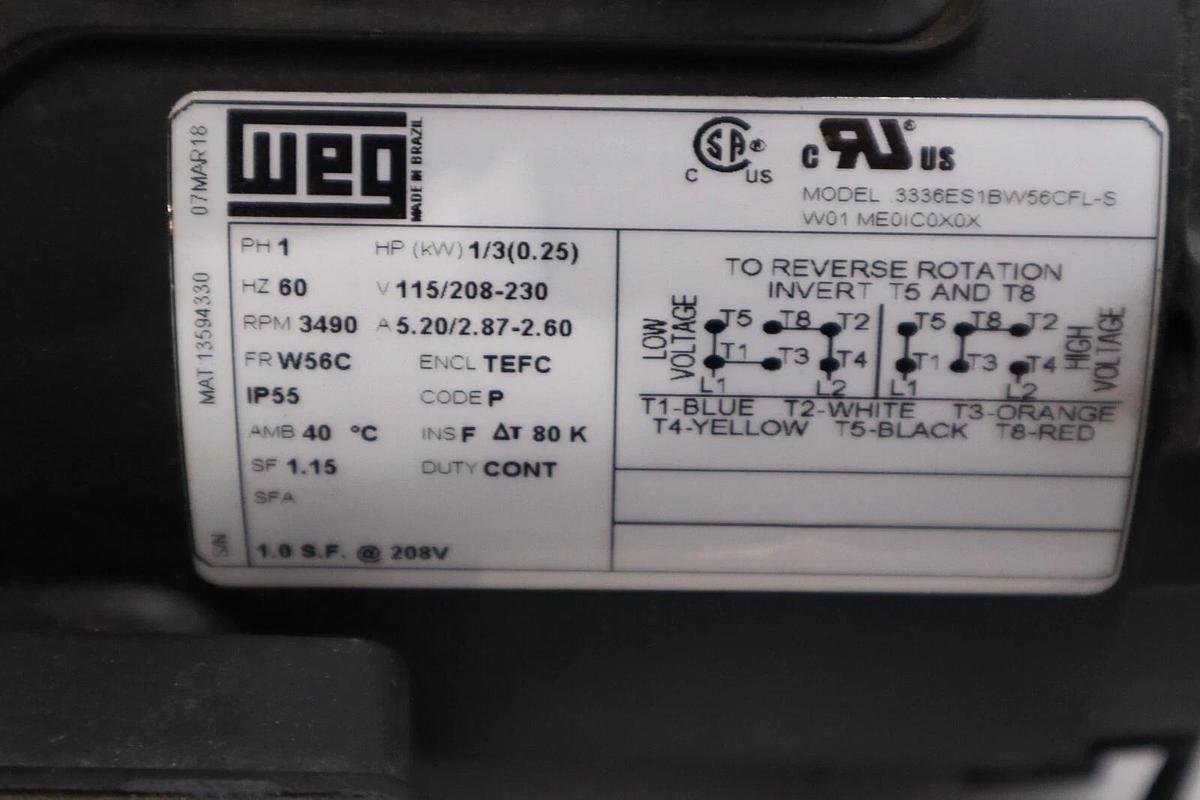 07MAR18
MAT 13594330
S/N
WEG
MADE IN BRAZIL
CSA®
C US
C RU® US
MODEL .3336ES1BW56CFL-S
W01 ME0IC0X0X
PH 1 HP (kW) 1/3(0.25)
HZ 60 V 115/208-230
RPM 3490 A 5.20/2.87-2.60
FR W56C ENCL TEFC
IP55 CODE P
AMB 40 °C INS F ΔT 80 K
SF 1.15 DUTY CONT
SFA
1.0 S.F. @ 208V
TO REVERSE ROTATION
INVERT T5 AND T8
LOW VOLTAGE
T5 T8 T2
T1 T3 T4
L1 L2
T5 T8 T2
T1 T3 T4
L1 L2
HIGH VOLTAGE
T1-BLUE T2-WHITE T3-ORANGE
T4-YELLOW T5-BLACK T8-RED